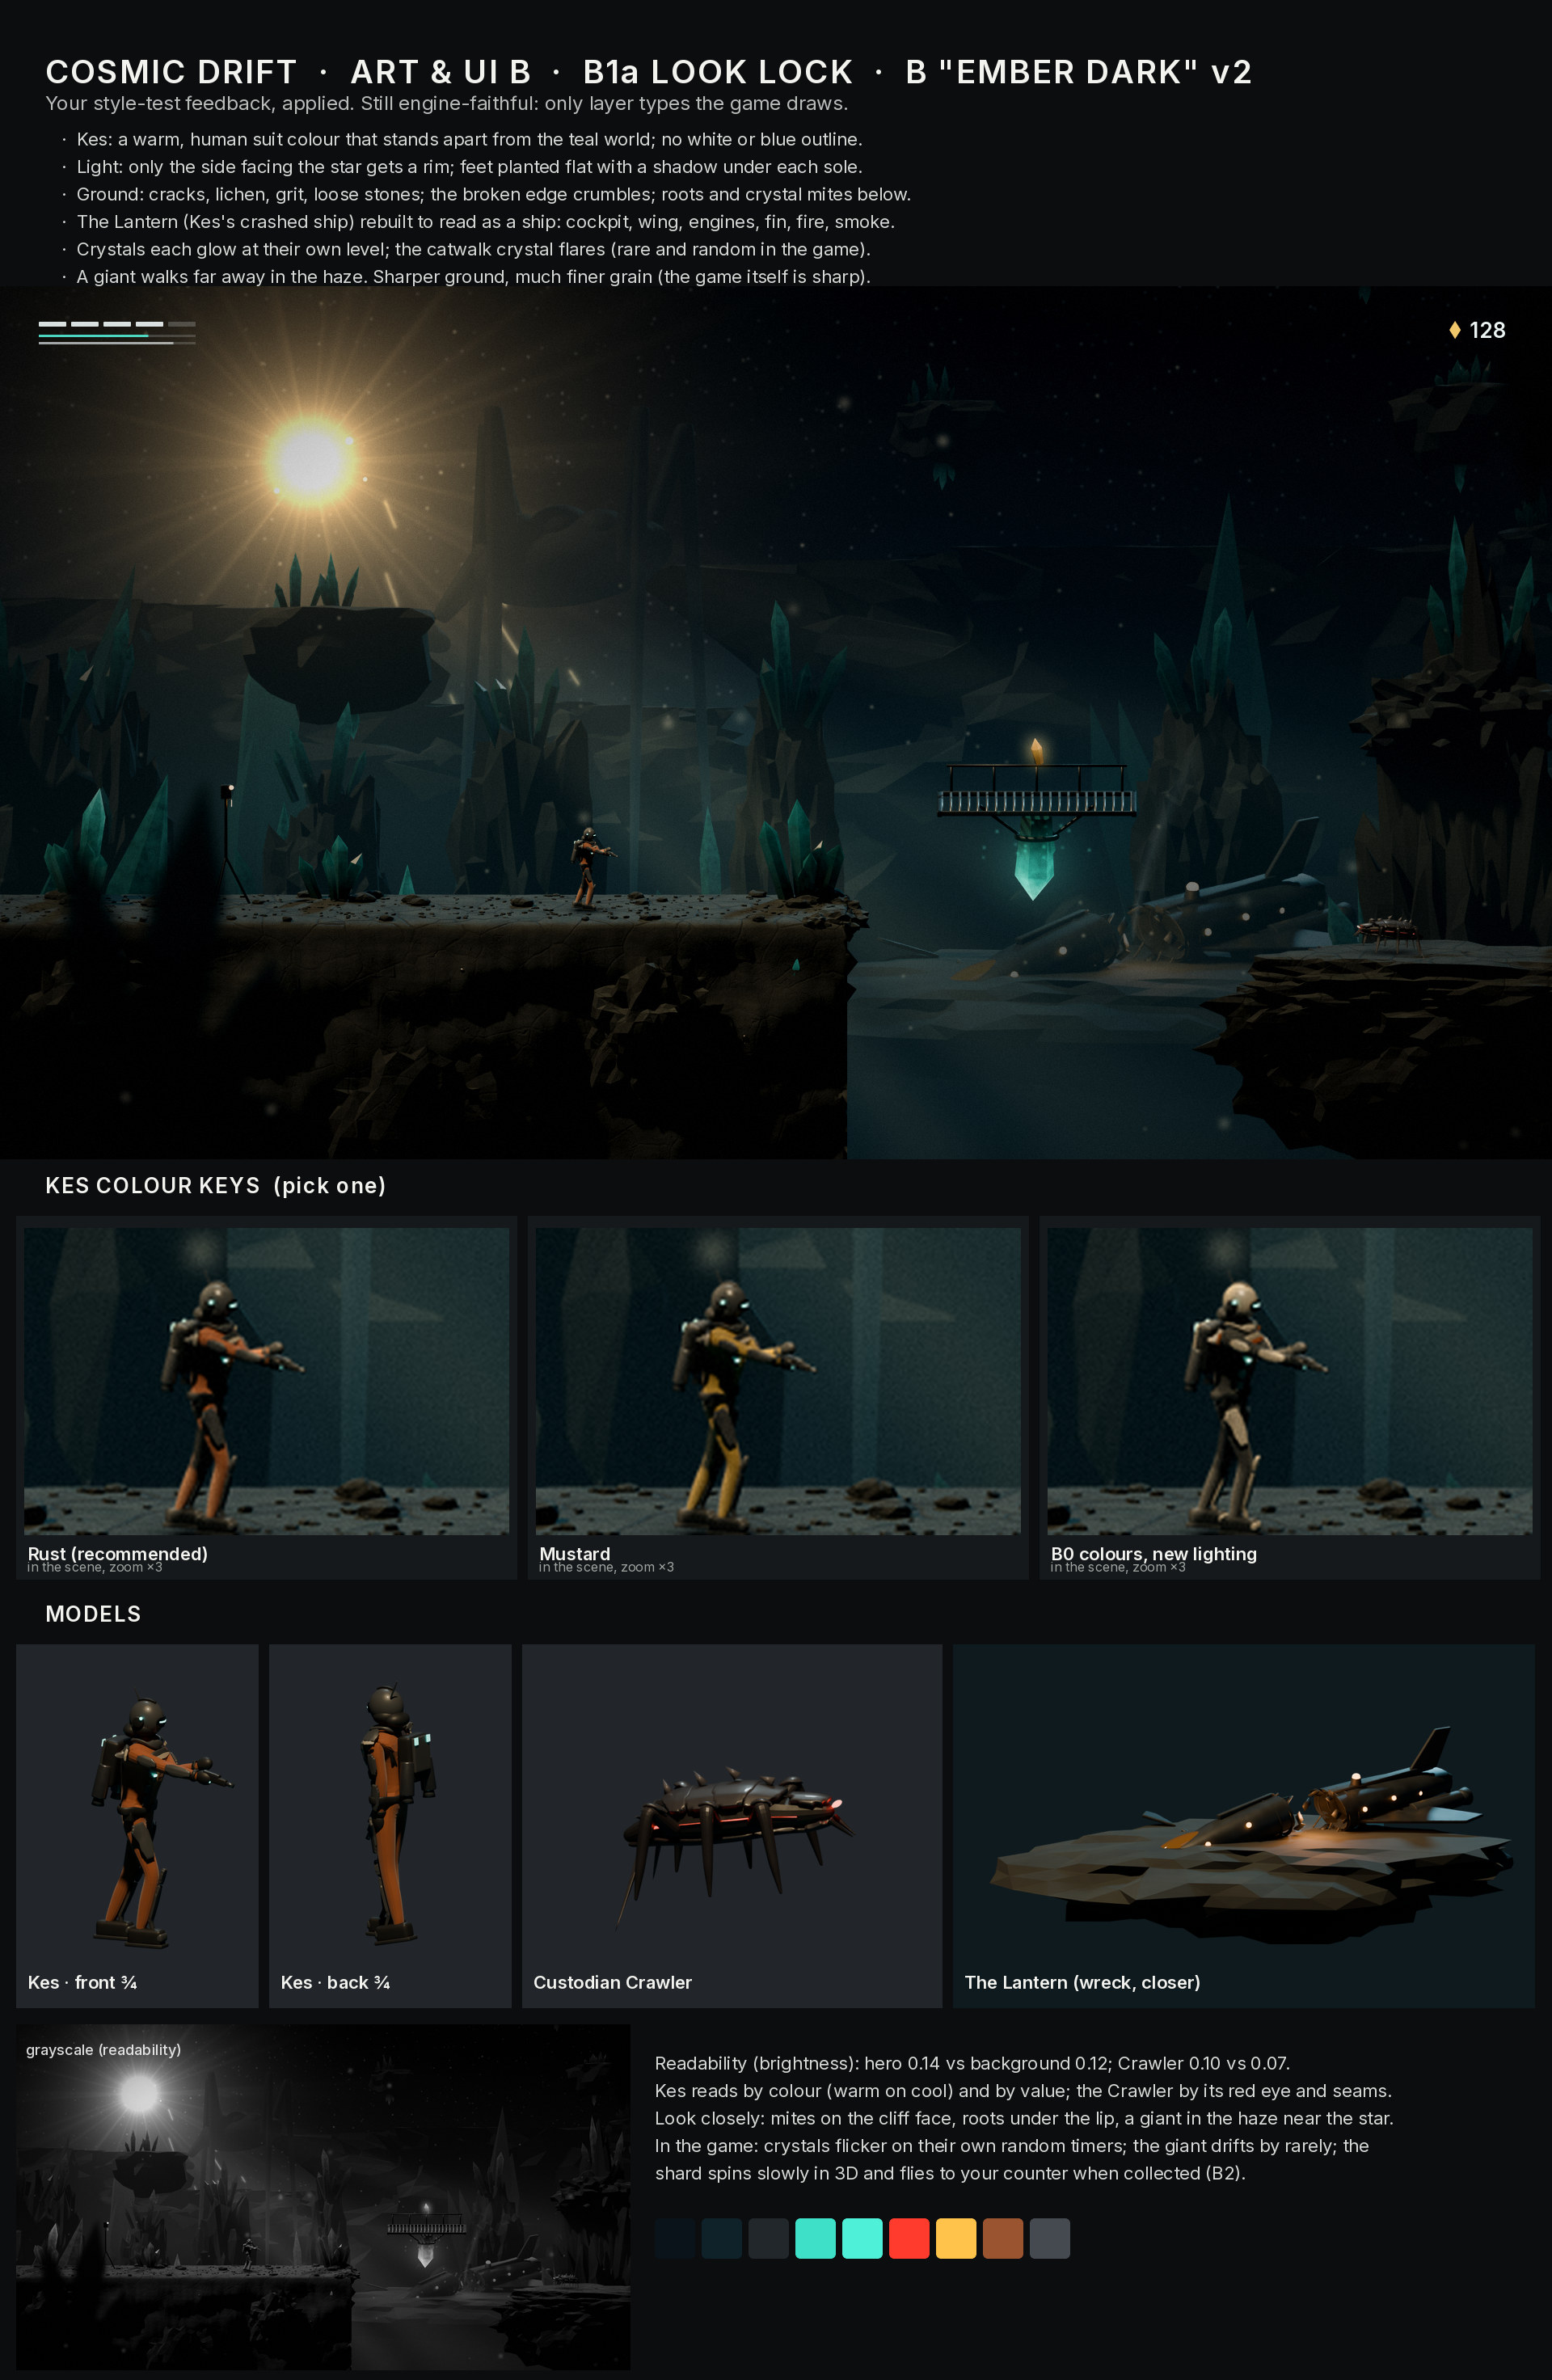 COSMIC DRIFT · ART & UI B · B1a LOOK LOCK · B "EMBER DARK" v2
Your style-test feedback, applied. Still engine-faithful: only layer types the game draws.
· Kes: a warm, human suit colour that stands apart from the teal world; no white or blue outline.
· Light: only the side facing the star gets a rim; feet planted flat with a shadow under each sole.
· Ground: cracks, lichen, grit, loose stones; the broken edge crumbles; roots and crystal mites below.
· The Lantern (Kes's crashed ship) rebuilt to read as a ship: cockpit, wing, engines, fin, fire, smoke.
· Crystals each glow at their own level; the catwalk crystal flares (rare and random in the game).
· A giant walks far away in the haze. Sharper ground, much finer grain (the game itself is sharp).
128
KES COLOUR KEYS (pick one)
Rust (recommended)
in the scene, zoom ×3
Mustard
in the scene, zoom ×3
B0 colours, new lighting
in the scene, zoom ×3
MODELS
Kes · front ¾
Kes · back ¾
Custodian Crawler
The Lantern (wreck, closer)
grayscale (readability)
Readability (brightness): hero 0.14 vs background 0.12; Crawler 0.10 vs 0.07.
Kes reads by colour (warm on cool) and by value; the Crawler by its red eye and seams.
Look closely: mites on the cliff face, roots under the lip, a giant in the haze near the star.
In the game: crystals flicker on their own random timers; the giant drifts by rarely; the
shard spins slowly in 3D and flies to your counter when collected (B2).